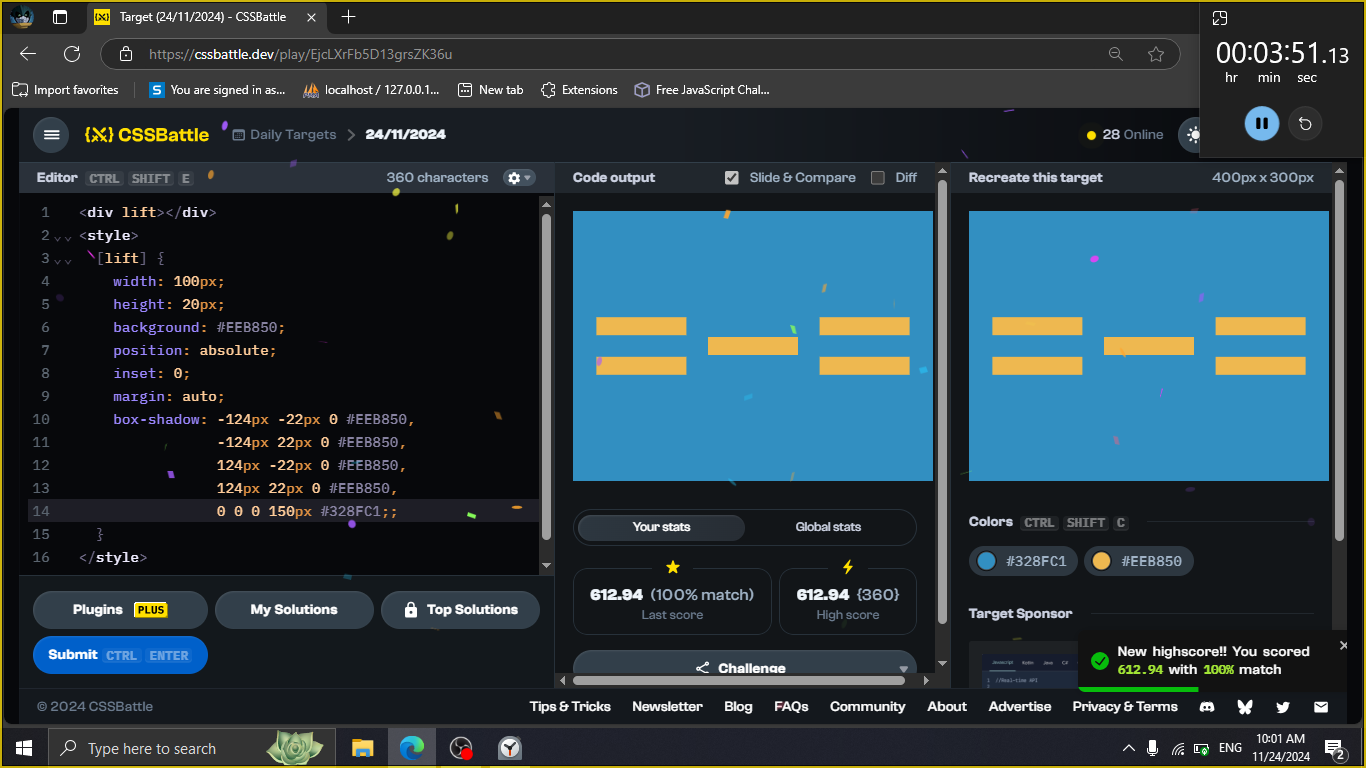 Target (24/11/2024) - CSSBattle
https://cssbattle.dev/play/EjcLXrFb5D13grsZK36u
00:03:51.13
hr min sec
Import favorites
S You are signed in as...
localhost / 127.0.0.1...
New tab
Extensions
Free JavaScript Chal...
{X} CSSBattle
Daily Targets > 24/11/2024
28 Online
Editor CTRL SHIFT E
360 characters
Code output
Slide & Compare
Diff
Recreate this target
400px x 300px
1 <div lift></div>
2 <style>
3 [lift] {
4 width: 100px;
5 height: 20px;
6 background: #EEB850;
7 position: absolute;
8 inset: 0;
9 margin: auto;
10 box-shadow: -124px -22px 0 #EEB850,
11 -124px 22px 0 #EEB850,
12 124px -22px 0 #EEB850,
13 124px 22px 0 #EEB850,
14 0 0 0 150px #328FC1;;
15 }
16 </style>
Plugins PLUS
My Solutions
Top Solutions
Submit CTRL ENTER
Your stats
Global stats
612.94 (100% match)
Last score
612.94 {360}
High score
Challenge
Colors CTRL SHIFT C
#328FC1
#EEB850
Target Sponsor
Javascript Kotlin Java C#
1 //Real-time API
2
New highscore!! You scored
612.94 with 100% match
© 2024 CSSBattle
Tips & Tricks
Newsletter
Blog
FAQs
Community
About
Advertise
Privacy & Terms
Type here to search
ENG
10:01 AM
11/24/2024
2